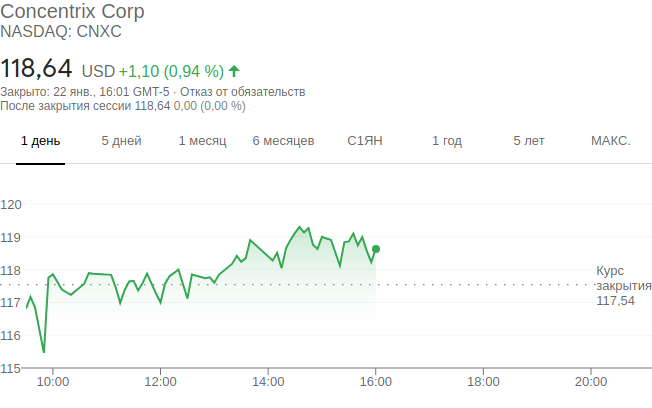 Concentrix Corp
NASDAQ: CNXC
118,64 USD +1,10 (0,94 %)
Закрыто: 22 янв., 16:01 GMT-5 · Отказ от обязательств
После закрытия сессии 118,64 0,00 (0,00 %)
1 день 5 дней 1 месяц 6 месяцев С1ЯН 1 год 5 лет МАКС.
120
119
118
Курс
закрытия
117,54
117
116
115
10:00 12:00 14:00 16:00 18:00 20:00